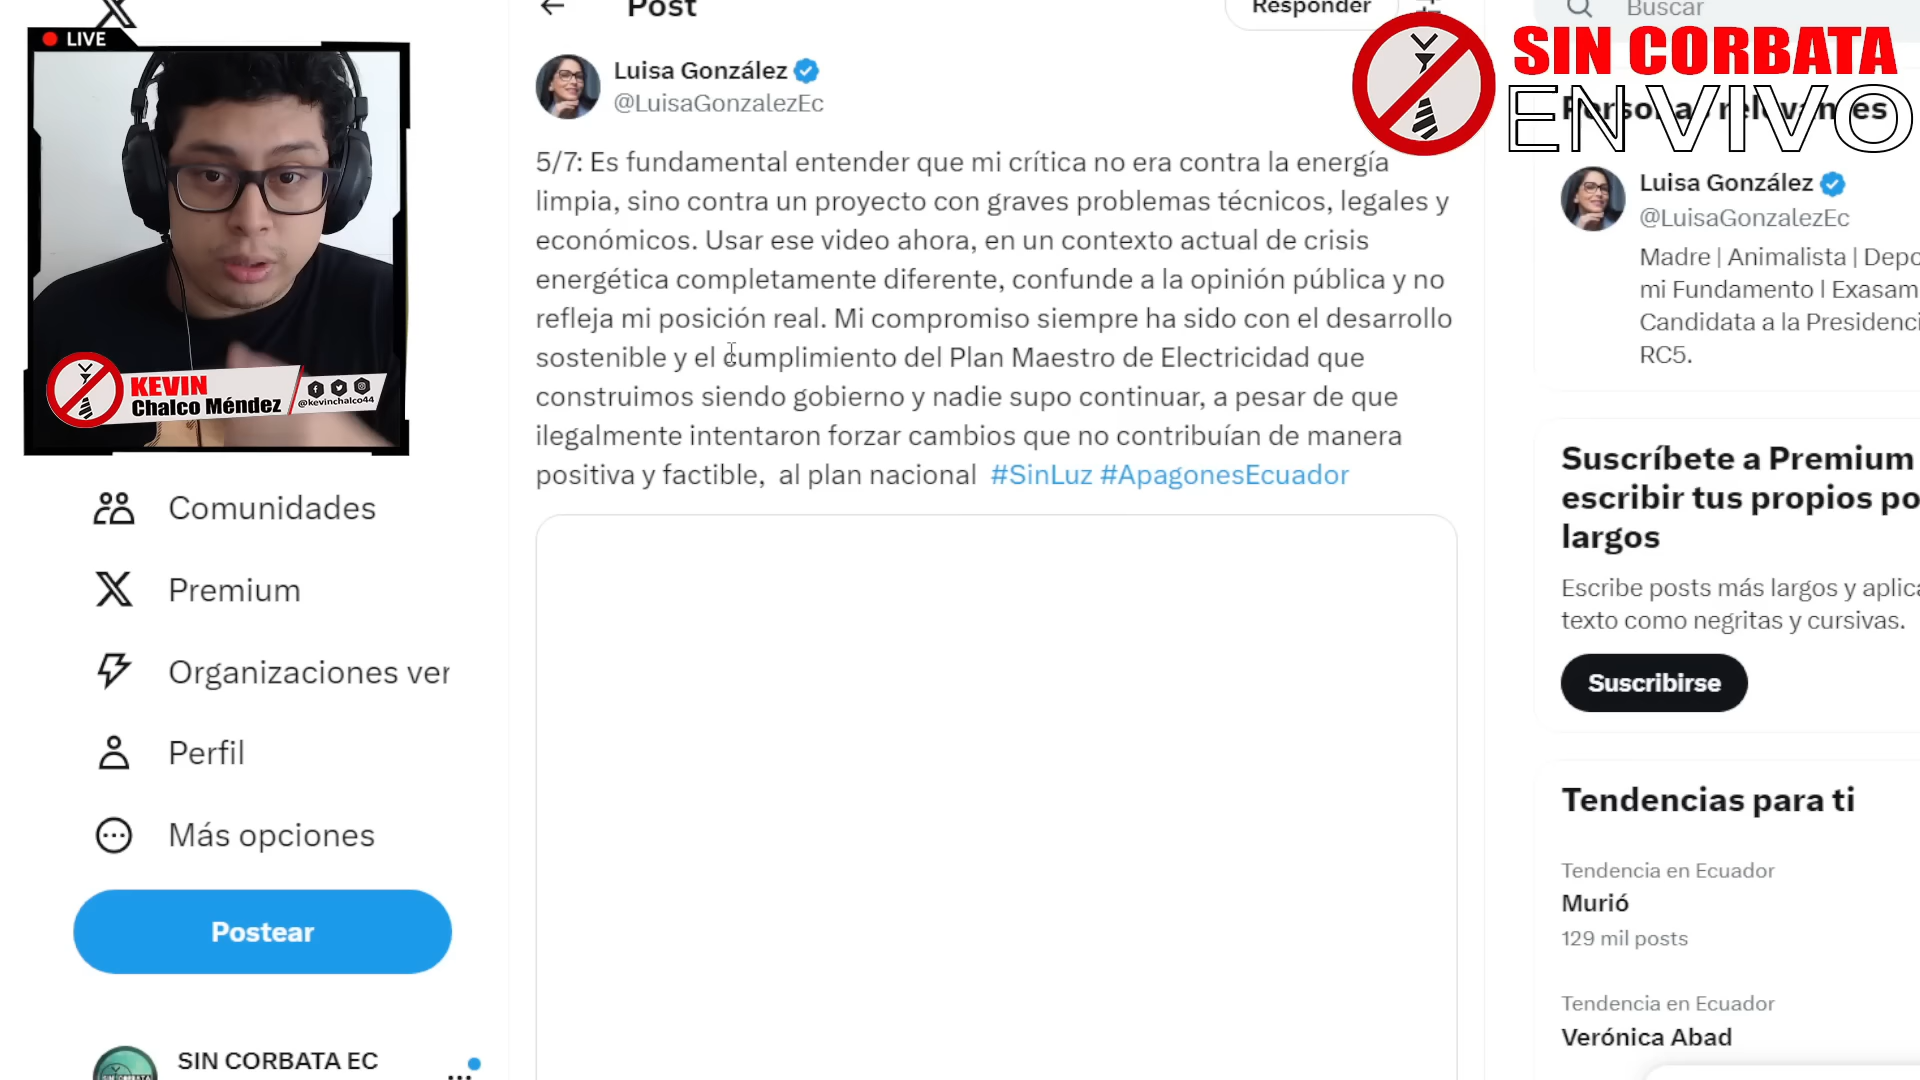 LIVE
KEVIN
Chalco Méndez
@kevinchalco44
Comunidades
Premium
Organizaciones ver
Perfil
Más opciones
Postear
SIN CORBATA EC
Post
Responder
Luisa González
@LuisaGonzalezEc
5/7: Es fundamental entender que mi crítica no era contra la energía
limpia, sino contra un proyecto con graves problemas técnicos, legales y
económicos. Usar ese video ahora, en un contexto actual de crisis
energética completamente diferente, confunde a la opinión pública y no
refleja mi posición real. Mi compromiso siempre ha sido con el desarrollo
sostenible y el cumplimiento del Plan Maestro de Electricidad que
construimos siendo gobierno y nadie supo continuar, a pesar de que
ilegalmente intentaron forzar cambios que no contribuían de manera
positiva y factible,  al plan nacional  #SinLuz #ApagonesEcuador
Buscar
SIN CORBATA
EN VIVO
Personas relevantes
Luisa González
@LuisaGonzalezEc
Madre | Animalista | Depo
mi Fundamento l Exasam
Candidata a la Presidenci
RC5.
Suscríbete a Premium
escribir tus propios po
largos
Escribe posts más largos y aplica
texto como negritas y cursivas.
Suscribirse
Tendencias para ti
Tendencia en Ecuador
Murió
129 mil posts
Tendencia en Ecuador
Verónica Abad